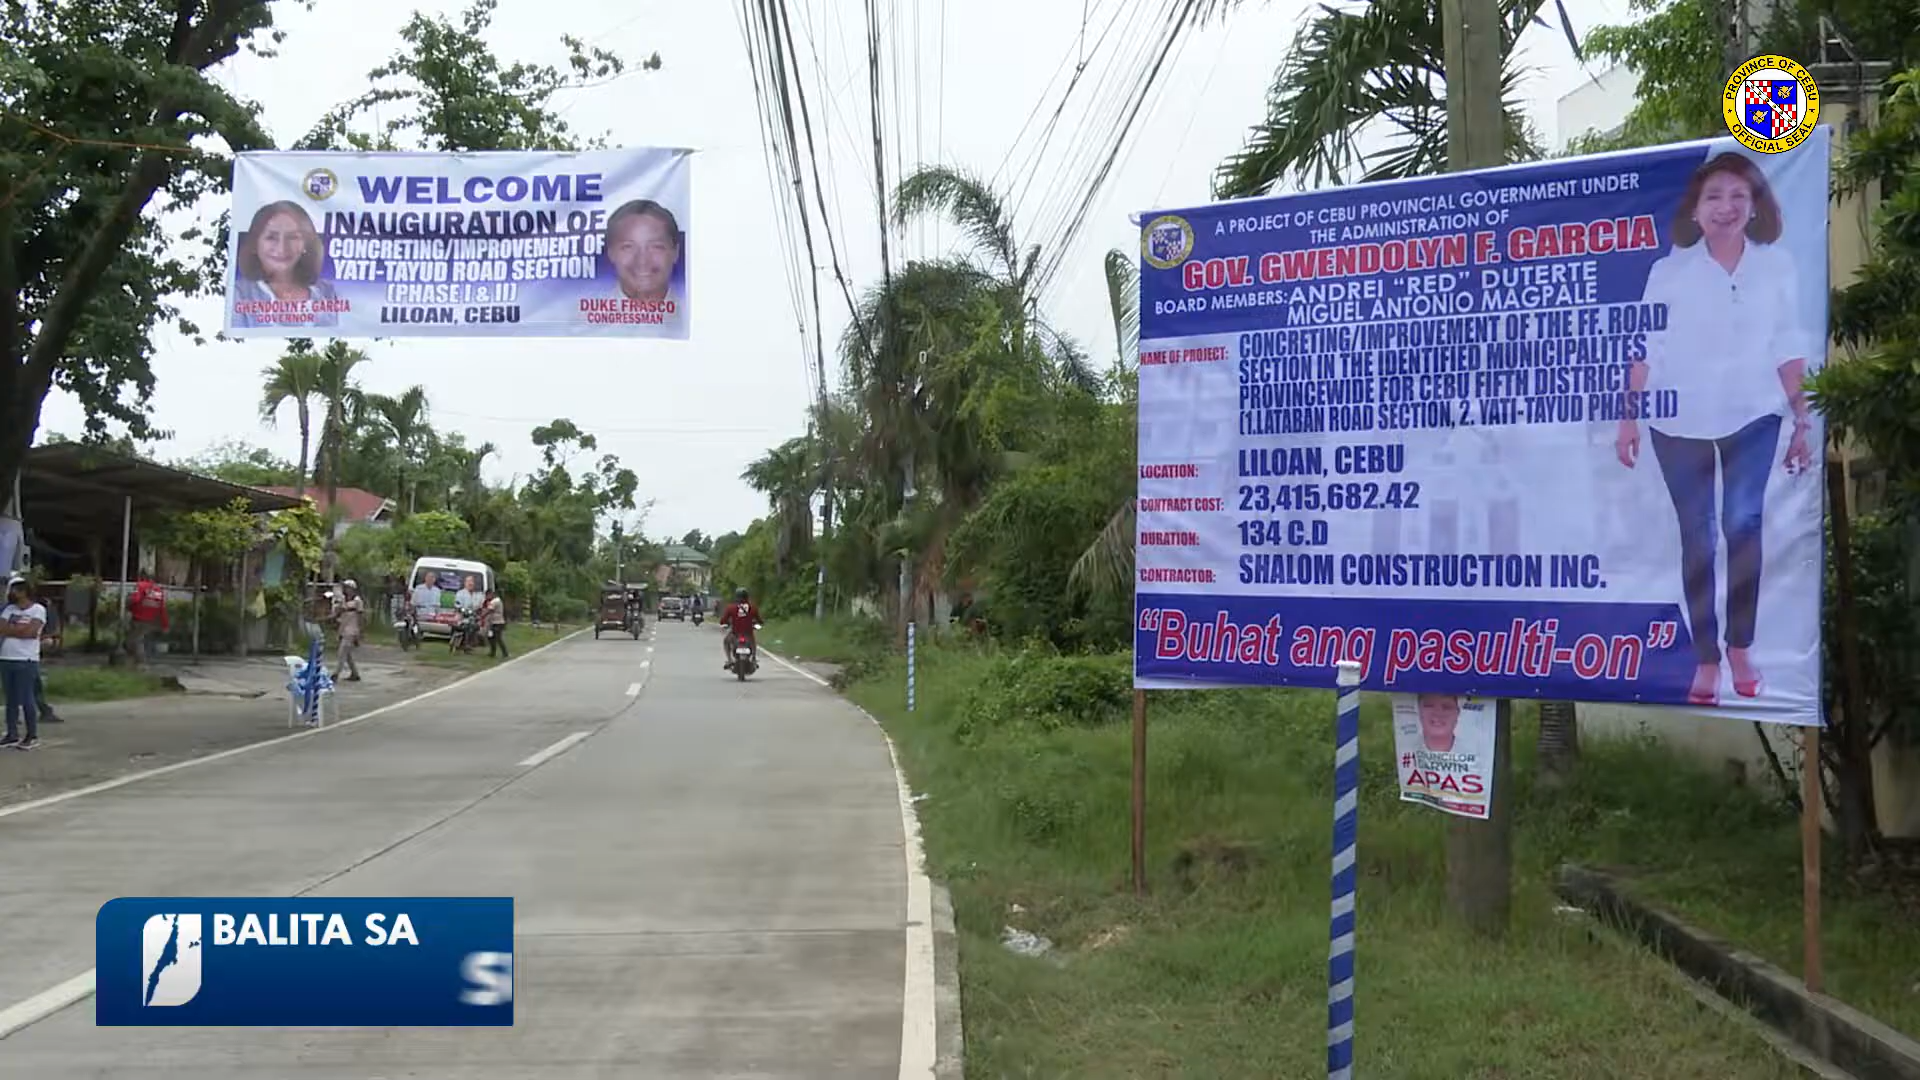 WELCOME
INAUGURATION OF
CONCRETING/IMPROVEMENT OF
YATI-TAYUD ROAD SECTION
(PHASE I & II)
LILOAN, CEBU
GWENDOLYN F. GARCIA
GOVERNOR
DUKE FRASCO
CONGRESSMAN
PROVINCE OF CEBU
OFFICIAL SEAL
A PROJECT OF CEBU PROVINCIAL GOVERNMENT UNDER
THE ADMINISTRATION OF
GOV. GWENDOLYN F. GARCIA
BOARD MEMBERS: ANDREI "RED" DUTERTE
MIGUEL ANTONIO MAGPALE
NAME OF PROJECT: CONCRETING/IMPROVEMENT OF THE FF. ROAD
SECTION IN THE IDENTIFIED MUNICIPALITES
PROVINCEWIDE FOR CEBU FIFTH DISTRICT
(1.LATABAN ROAD SECTION, 2. YATI-TAYUD PHASE II)
LOCATION: LILOAN, CEBU
CONTRACT COST: 23,415,682.42
DURATION: 134 C.D
CONTRACTOR: SHALOM CONSTRUCTION INC.
"Buhat ang pasulti-on"
#1 COUNCILOR
DARWIN
APAS
BALITA SA
S